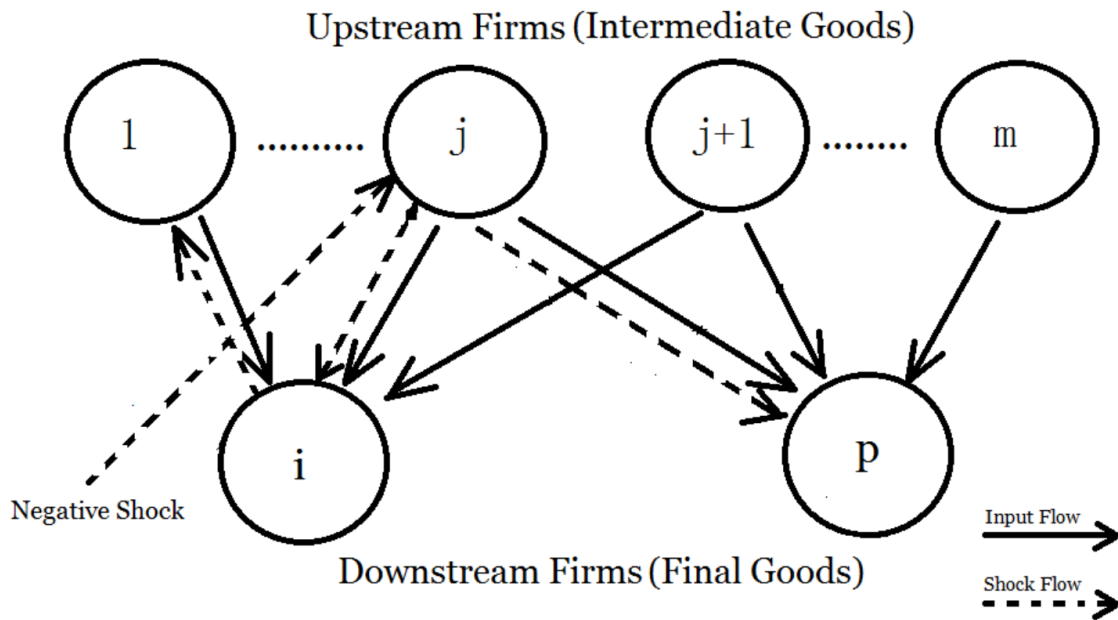 Upstream Firms (Intermediate Goods)
1 .......... j j+1 ........ m
i p
Negative Shock
Input Flow
Downstream Firms (Final Goods)
Shock Flow